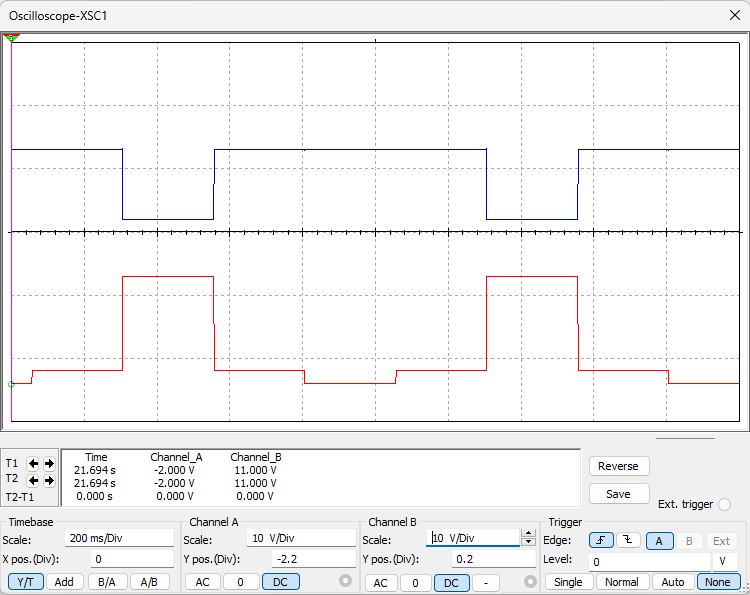 Oscilloscope-XSC1
Time Channel_A Channel_B
T1 21.694 s -2.000 V 11.000 V
T2 21.694 s -2.000 V 11.000 V
T2-T1 0.000 s 0.000 V 0.000 V
Reverse
Save
Ext. trigger
Timebase
Scale: 200 ms/Div
X pos.(Div): 0
Y/T Add B/A A/B
Channel A
Scale: 10 V/Div
Y pos.(Div): -2.2
AC 0 DC
Channel B
Scale: 10 V/Div
Y pos.(Div): 0.2
AC 0 DC -
Trigger
Edge: A B Ext
Level: 0 V
Single Normal Auto None